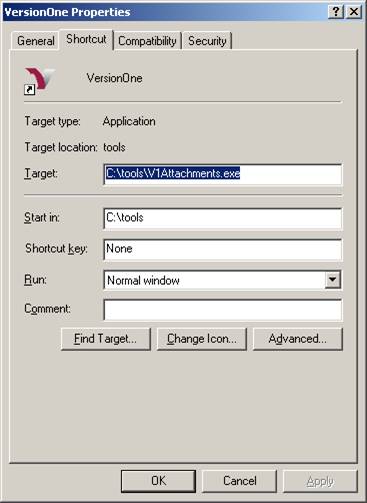 VersionOne Properties
General Shortcut Compatibility Security
VersionOne
Target type: Application
Target location: tools
Target: C:\tools\V1Attachments.exe
Start in: C:\tools
Shortcut key: None
Run: Normal window
Comment:
Find Target... Change Icon... Advanced...
OK Cancel Apply